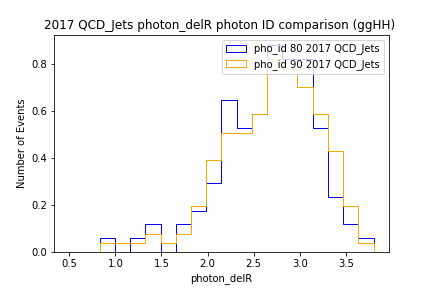 2017 QCD_Jets photon_delR photon ID comparison (ggHH)
pho_id 80 2017 QCD_Jets
pho_id 90 2017 QCD_Jets
Number of Events
0.8
0.6
0.4
0.2
0.0
0.5 1.0 1.5 2.0 2.5 3.0 3.5
photon_delR